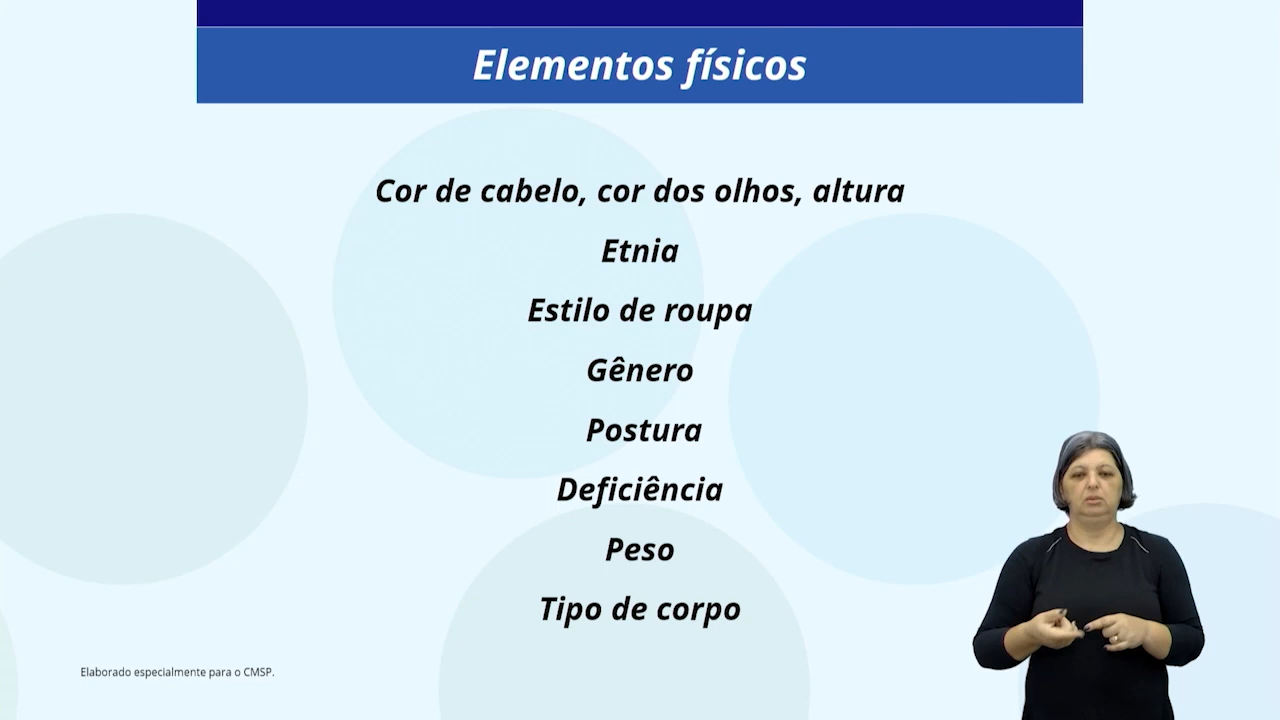 Elementos físicos
Cor de cabelo, cor dos olhos, altura
Etnia
Estilo de roupa
Gênero
Postura
Deficiência
Peso
Tipo de corpo
Elaborado especialmente para o CMSP.